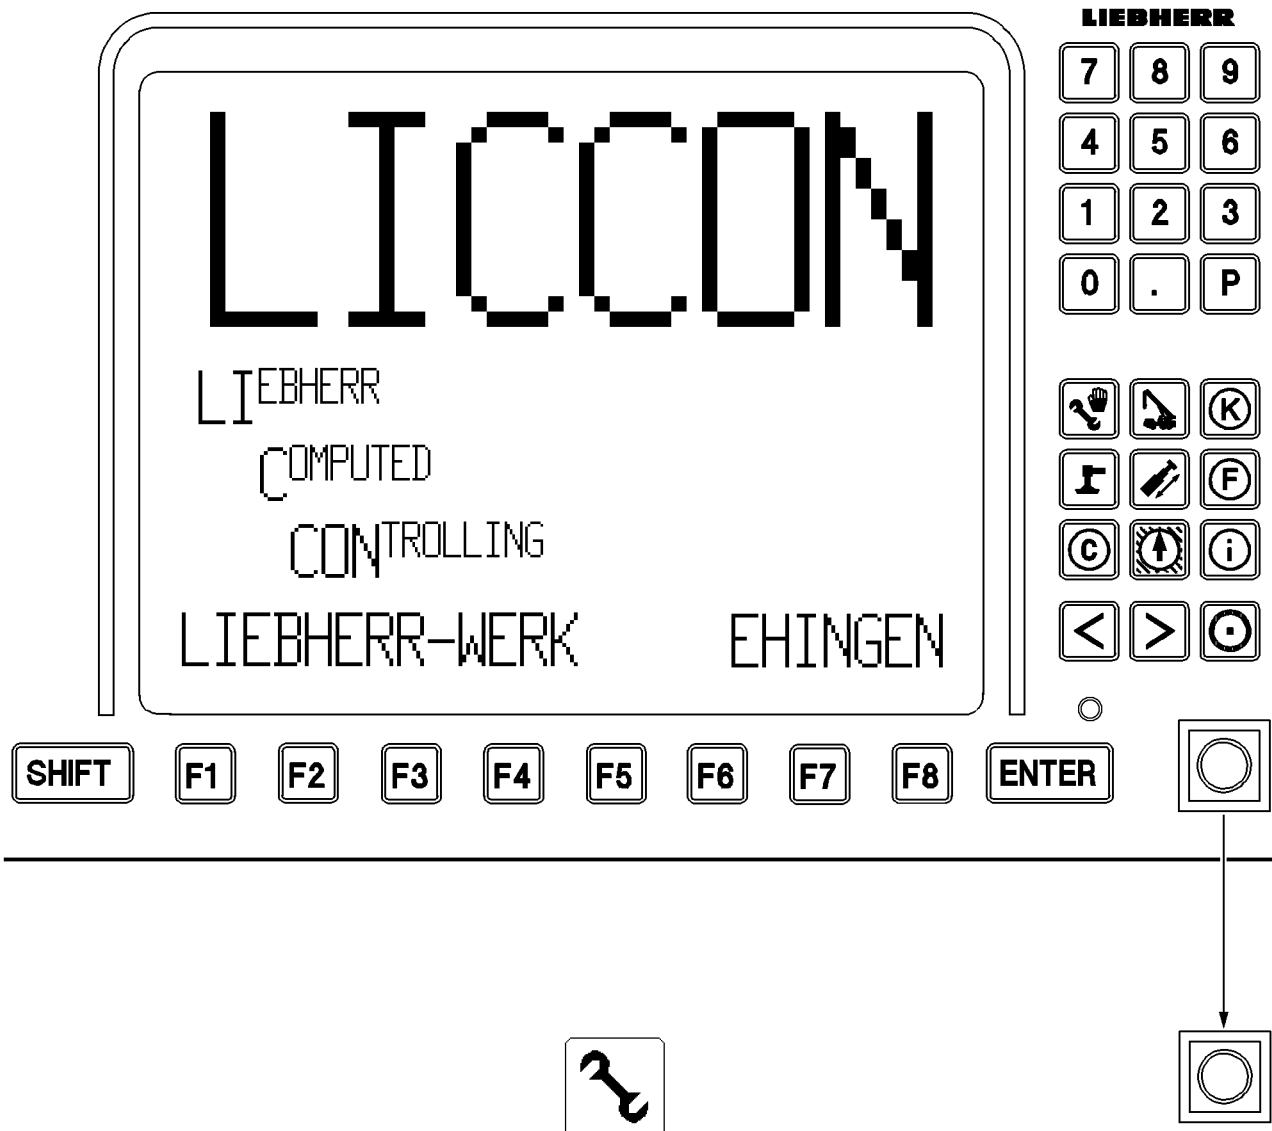 LIEBHERR
LICCON
LIEBHERR
COMPUTED
CONTROLLING
LIEBHERR-WERK EHINGEN
7 8 9
4 5 6
1 2 3
0 . P
K
F
C i
< >
SHIFT F1 F2 F3 F4 F5 F6 F7 F8 ENTER